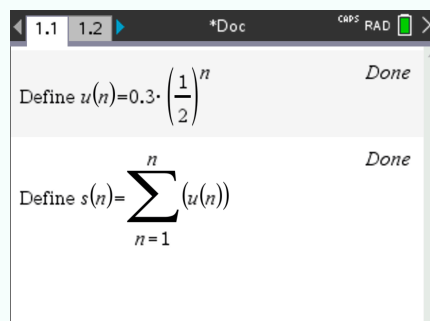 1.1 1.2 *Doc CAPS RAD
Define u(n)=0.3·(1/2)^n Done
Define s(n)=∑_{n=1}^{n}(u(n)) Done